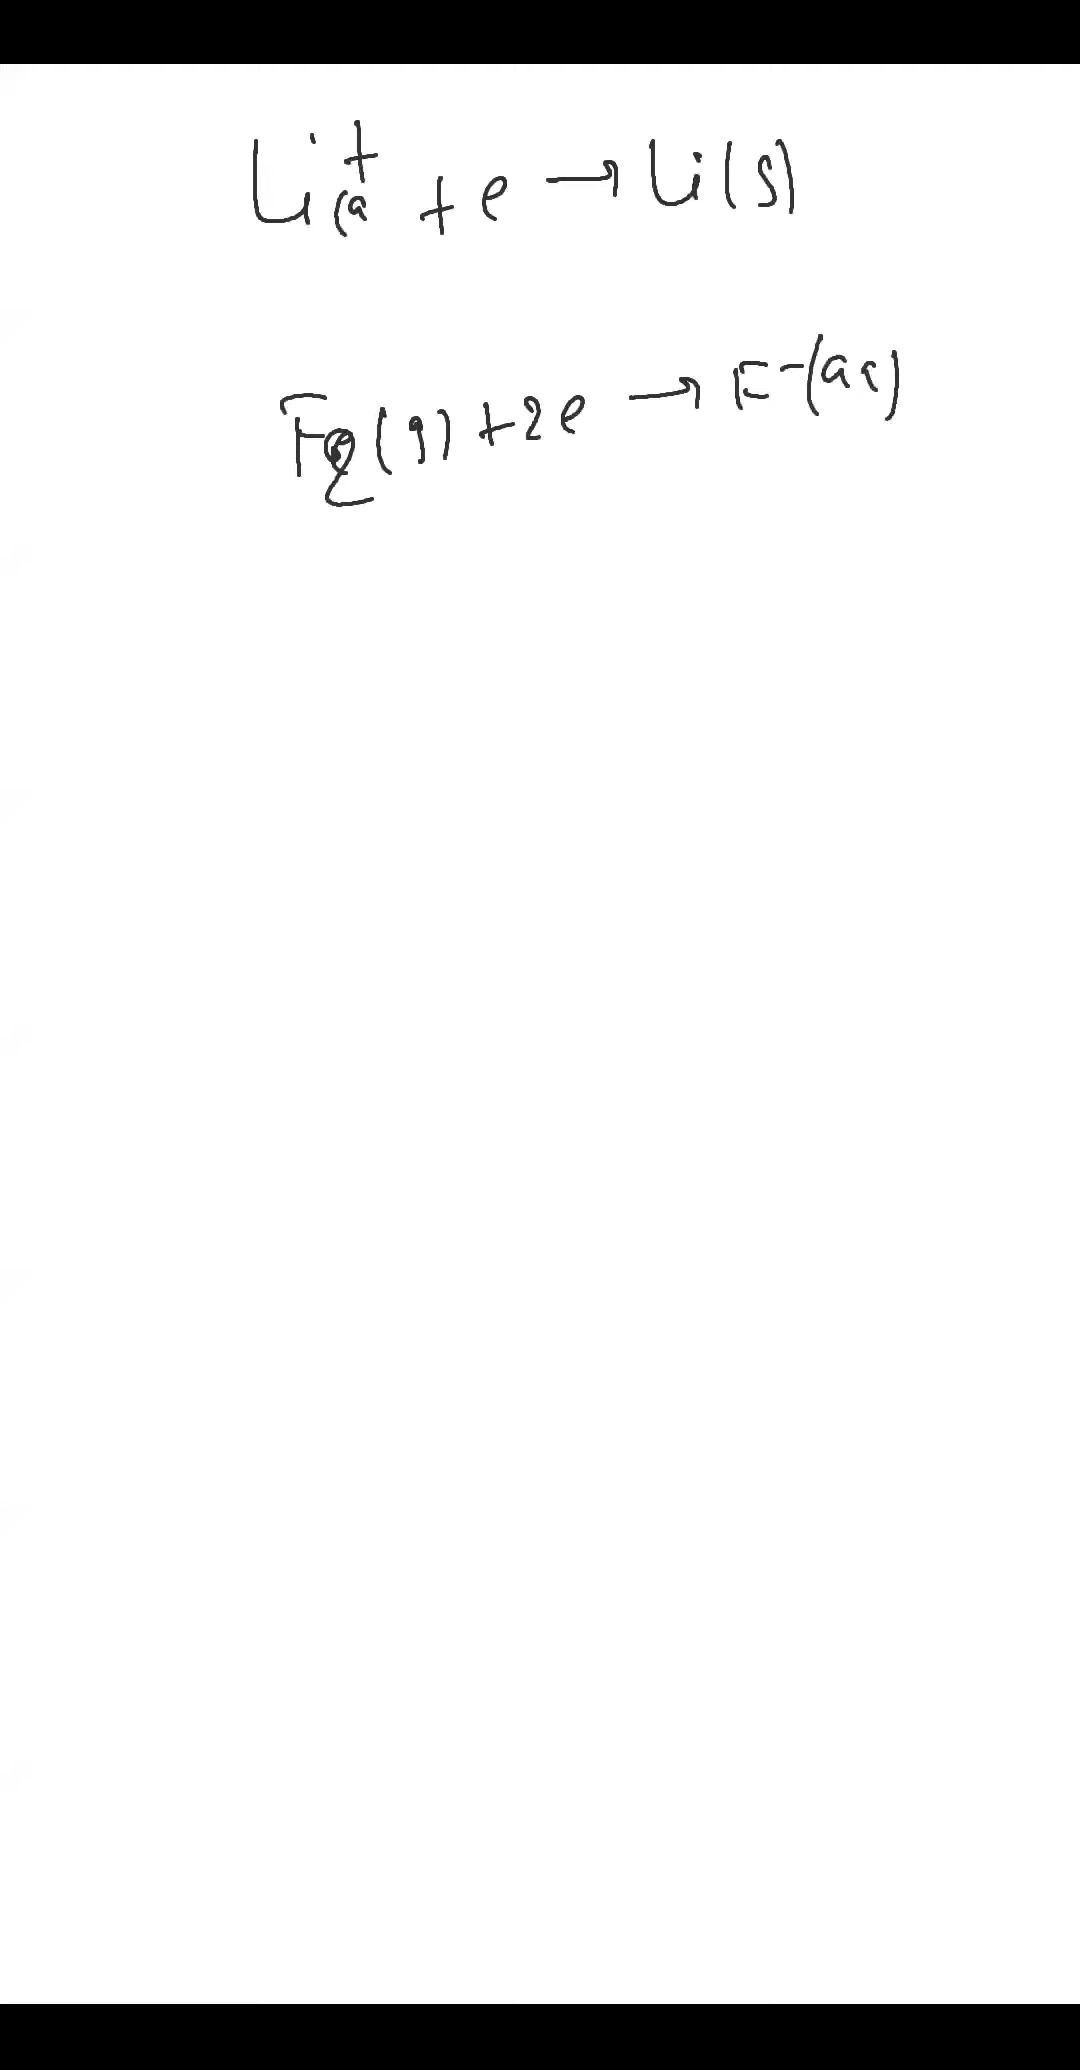 Li⁺(a + e → Li(s)
F₂(g) + 2e → F⁻(aq)